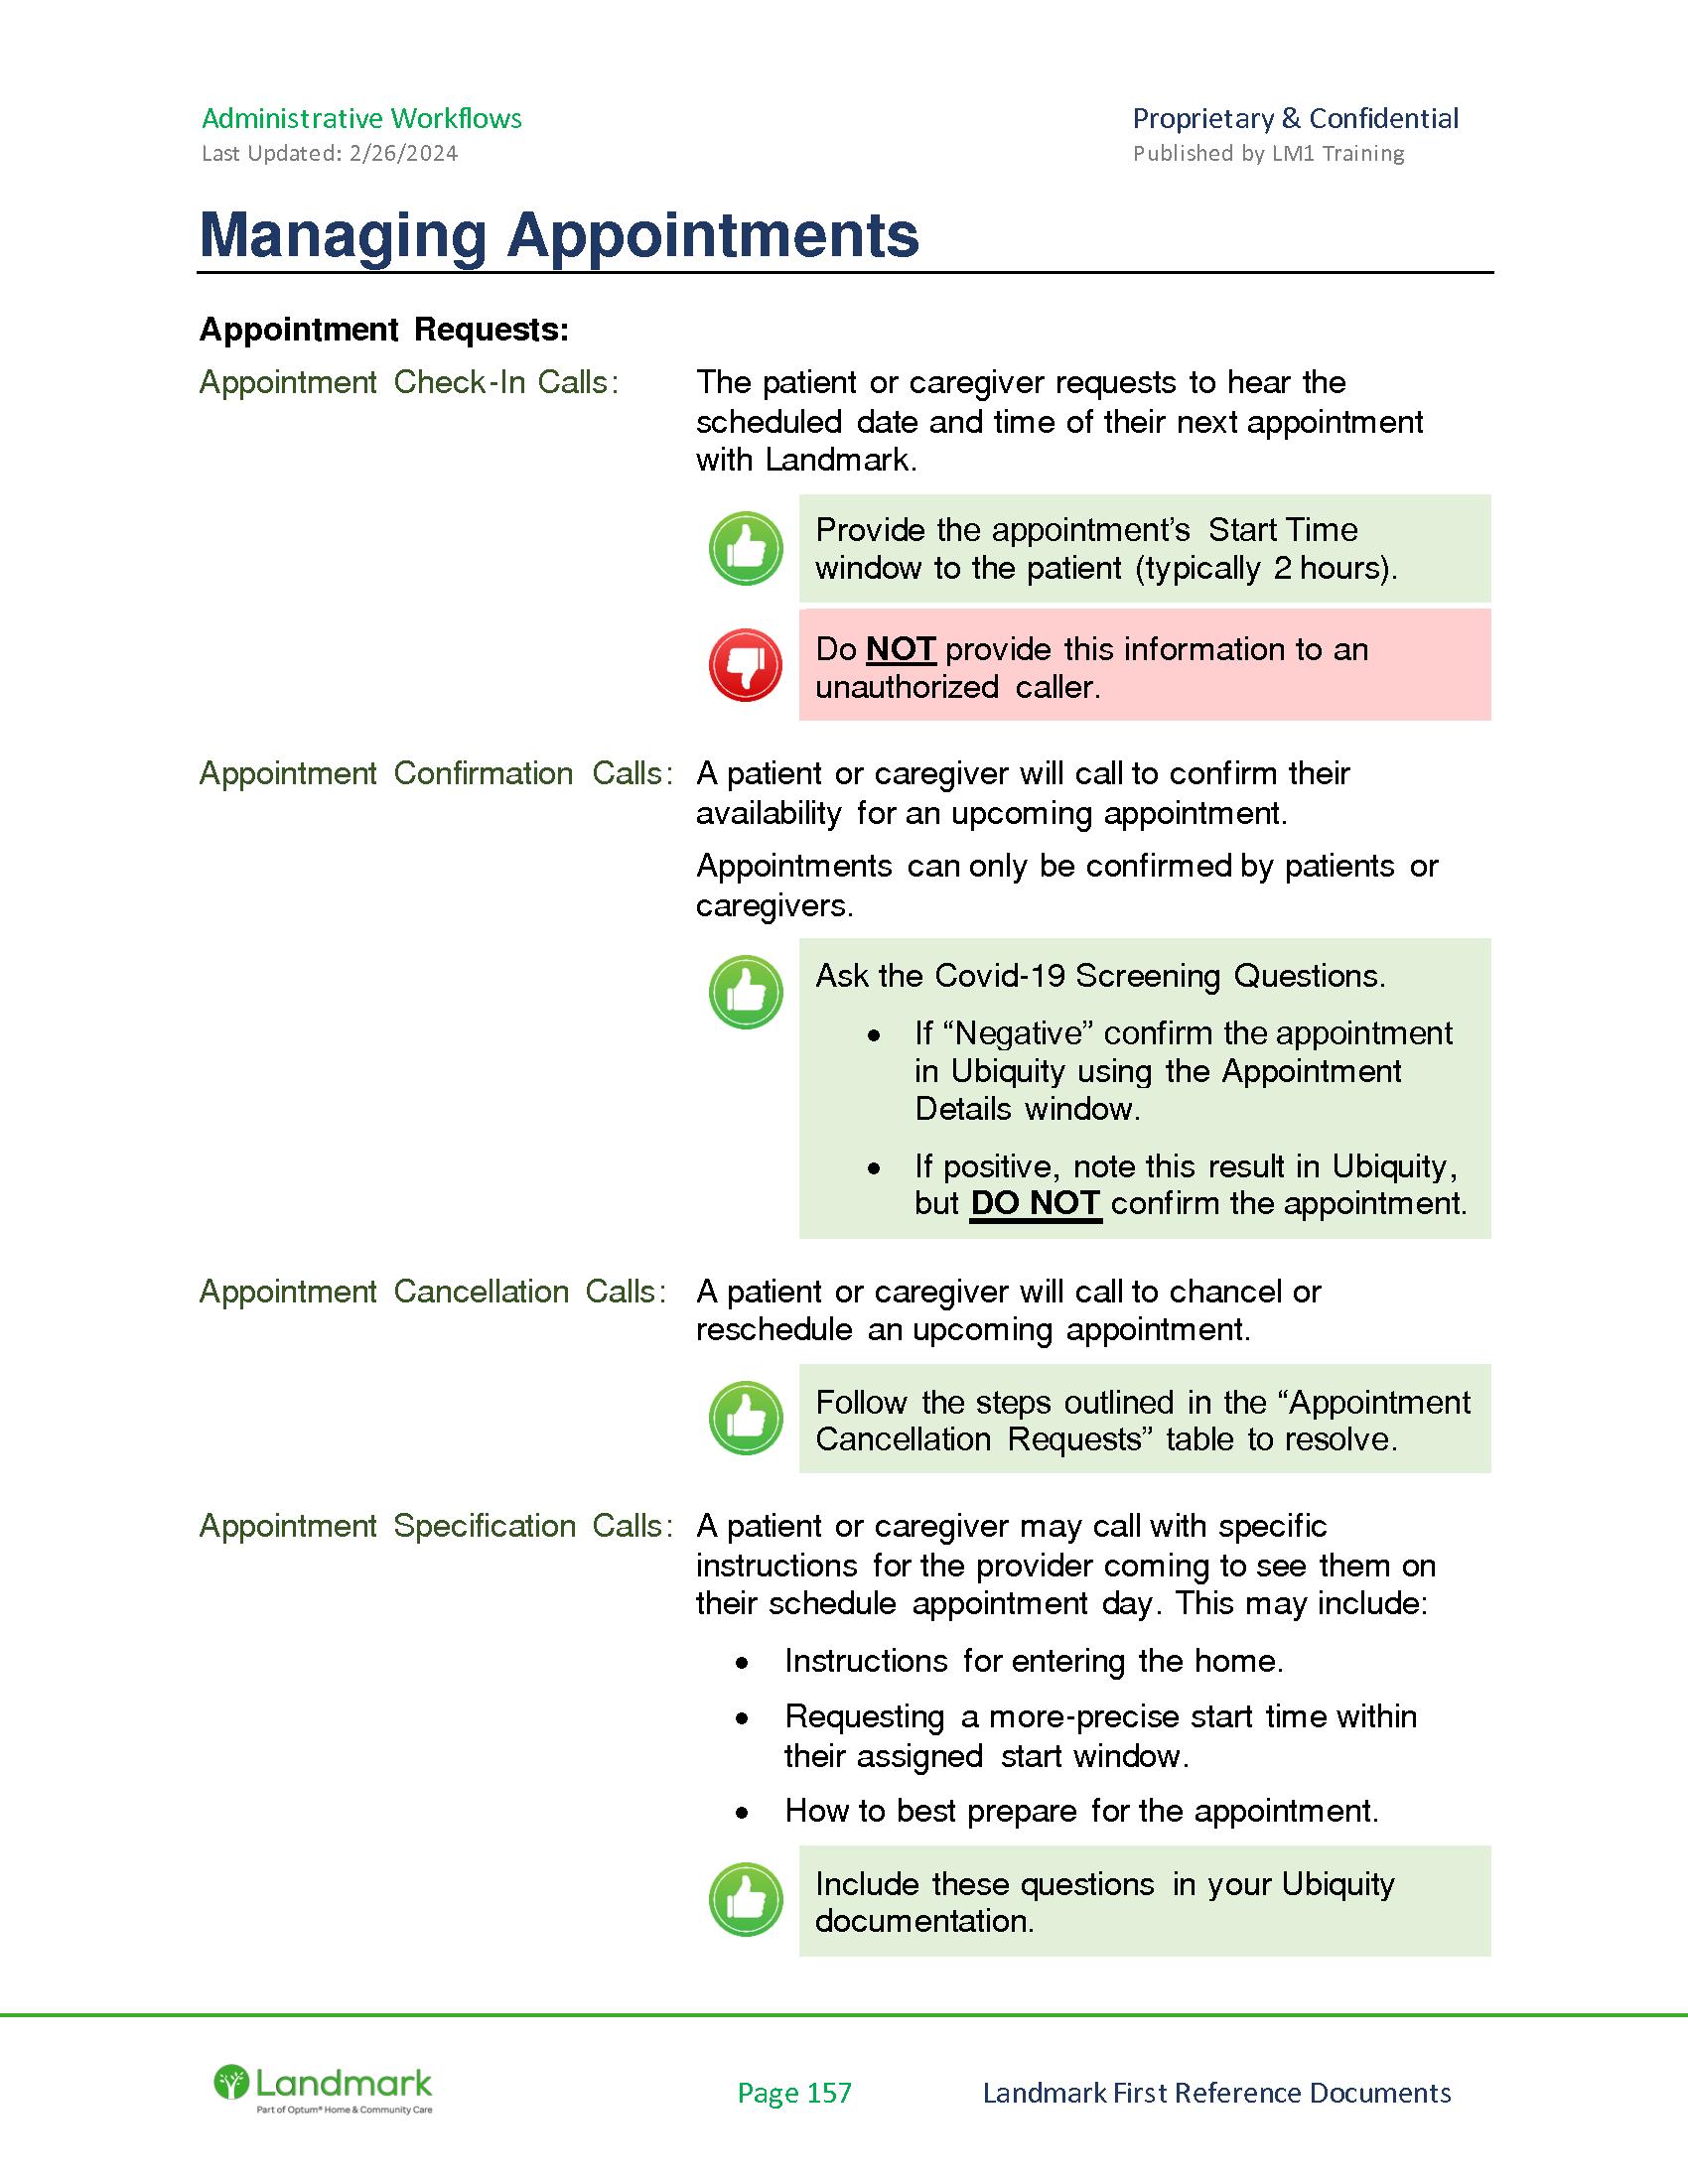 Administrative Workflows
Proprietary & Confidential
Last Updated: 2/26/2024
Published by LM1 Training
Managing Appointments
Appointment Requests:
Appointment Check-In Calls:
The patient or caregiver requests to hear the
scheduled date and time of their next appointment
with Landmark.
Provide the appointment’s Start Time
window to the patient (typically 2 hours).
Do NOT provide this information to an
unauthorized caller.
Appointment Confirmation Calls:
A patient or caregiver will call to confirm their
availability for an upcoming appointment.
Appointments can only be confirmed by patients or
caregivers.
Ask the Covid-19 Screening Questions.
• If “Negative” confirm the appointment
in Ubiquity using the Appointment
Details window.
• If positive, note this result in Ubiquity,
but DO NOT confirm the appointment.
Appointment Cancellation Calls:
A patient or caregiver will call to chancel or
reschedule an upcoming appointment.
Follow the steps outlined in the “Appointment
Cancellation Requests” table to resolve.
Appointment Specification Calls:
A patient or caregiver may call with specific
instructions for the provider coming to see them on
their schedule appointment day. This may include:
• Instructions for entering the home.
• Requesting a more-precise start time within
their assigned start window.
• How to best prepare for the appointment.
Include these questions in your Ubiquity
documentation.
Landmark
Part of Optum® Home & Community Care
Page 157
Landmark First Reference Documents